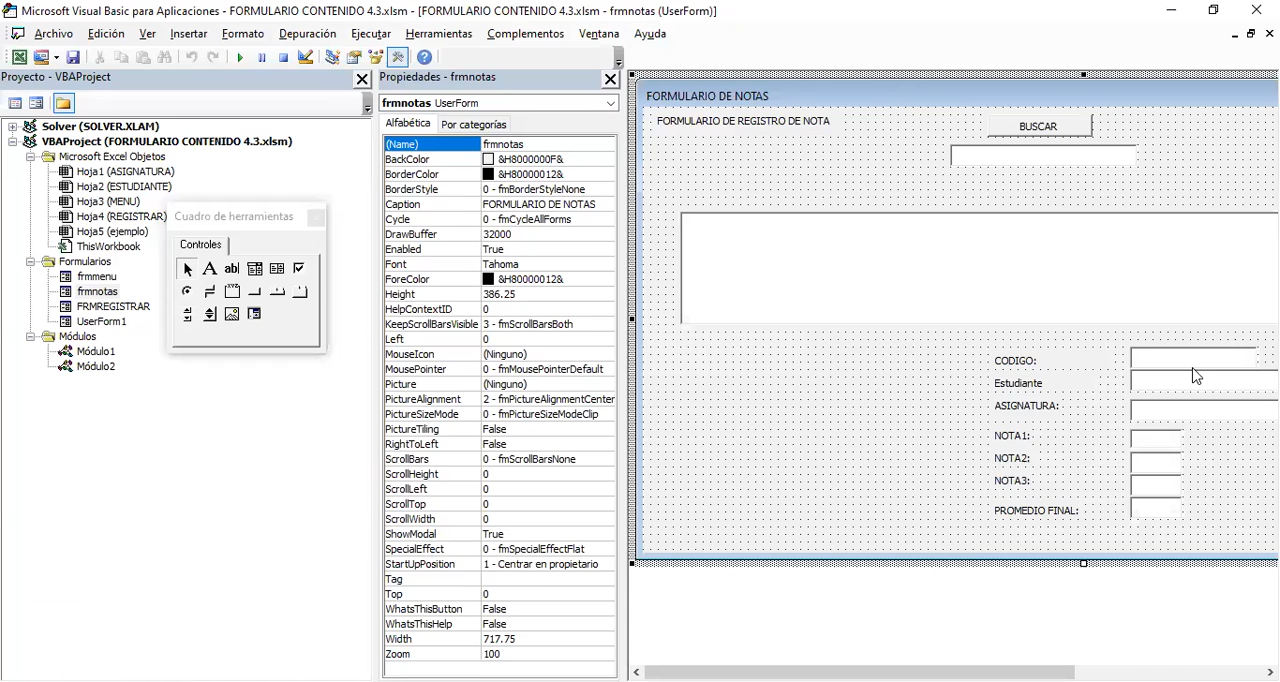 Microsoft Visual Basic para Aplicaciones - FORMULARIO CONTENIDO 4.3.xlsm - [FORMULARIO CONTENIDO 4.3.xlsm - frmnotas (UserForm)]
Archivo Edición Ver Insertar Formato Depuración Ejecutar Herramientas Complementos Ventana Ayuda
Proyecto - VBAProject
Solver (SOLVER.XLAM)
VBAProject (FORMULARIO CONTENIDO 4.3.xlsm)
Microsoft Excel Objetos
Hoja1 (ASIGNATURA)
Hoja2 (ESTUDIANTE)
Hoja3 (MENU)
Hoja4 (REGISTRAR)
Hoja5 (ejemplo)
ThisWorkbook
Formularios
frmmenu
frmnotas
FRMREGISTRAR
UserForm1
Módulos
Módulo1
Módulo2
Cuadro de herramientas
Controles
Propiedades - frmnotas
frmnotas UserForm
Alfabética Por categorías
(Name) frmnotas
BackColor &H8000000F&
BorderColor &H80000012&
BorderStyle 0 - fmBorderStyleNone
Caption FORMULARIO DE NOTAS
Cycle 0 - fmCycleAllForms
DrawBuffer 32000
Enabled True
Font Tahoma
ForeColor &H80000012&
Height 386.25
HelpContextID 0
KeepScrollBarsVisible 3 - fmScrollBarsBoth
Left 0
MouseIcon (Ninguno)
MousePointer 0 - fmMousePointerDefault
Picture (Ninguno)
PictureAlignment 2 - fmPictureAlignmentCenter
PictureSizeMode 0 - fmPictureSizeModeClip
PictureTiling False
RightToLeft False
ScrollBars 0 - fmScrollBarsNone
ScrollHeight 0
ScrollLeft 0
ScrollTop 0
ScrollWidth 0
ShowModal True
SpecialEffect 0 - fmSpecialEffectFlat
StartUpPosition 1 - Centrar en propietario
Tag
Top 0
WhatsThisButton False
WhatsThisHelp False
Width 717.75
Zoom 100
FORMULARIO DE NOTAS
FORMULARIO DE REGISTRO DE NOTA
BUSCAR
CODIGO:
Estudiante
ASIGNATURA:
NOTA1:
NOTA2:
NOTA3:
PROMEDIO FINAL: